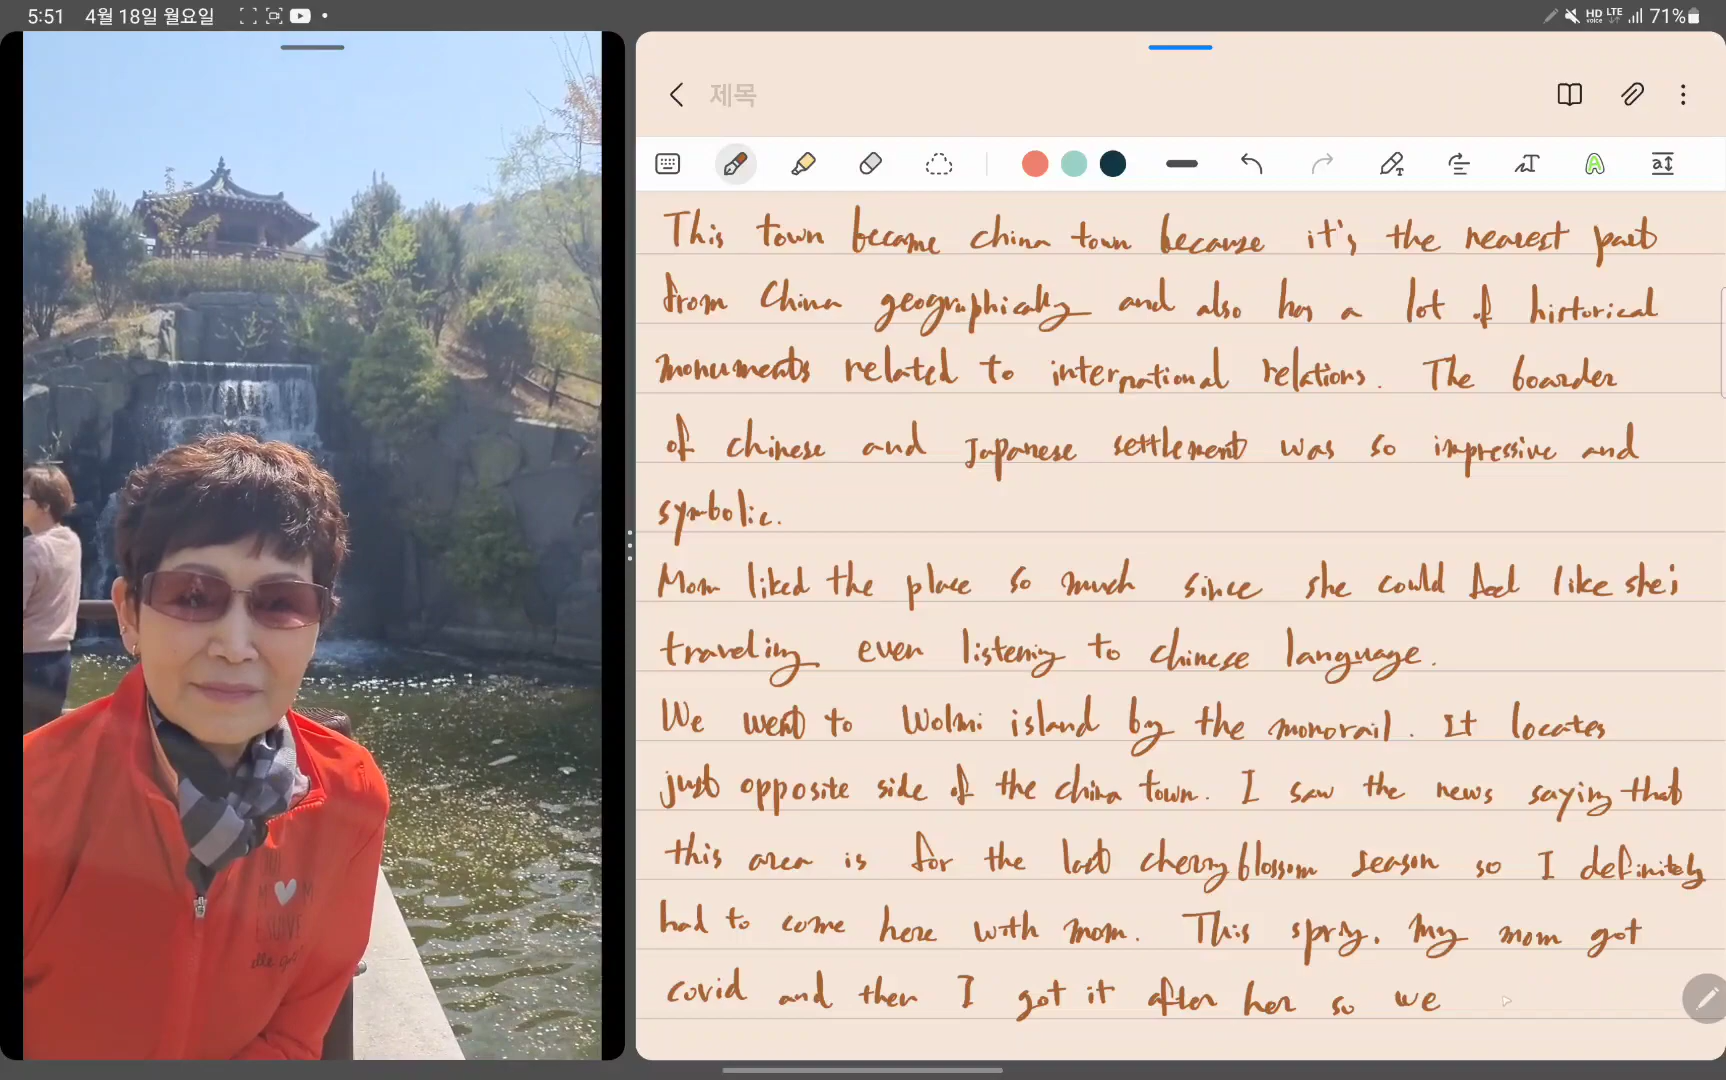 5:51 4월 18일 월요일
HD voice LTE 71%
제목
This town became china town because it's the nearest part
from China geographically and also has a lot of historical
monuments related to international relations. The boarder
of chinese and Japanese settlement was so impressive and
symbolic.
Mom liked the place so much since she could feel like she's
traveling even listening to chinese language.
We went to Wolmi island by the monorail. It locates
just opposite side of the china town. I saw the news saying that
this area is for the last cherry blossom season so I definitely
had to come here with mom. This spring, my mom got
covid and then I got it after her so we